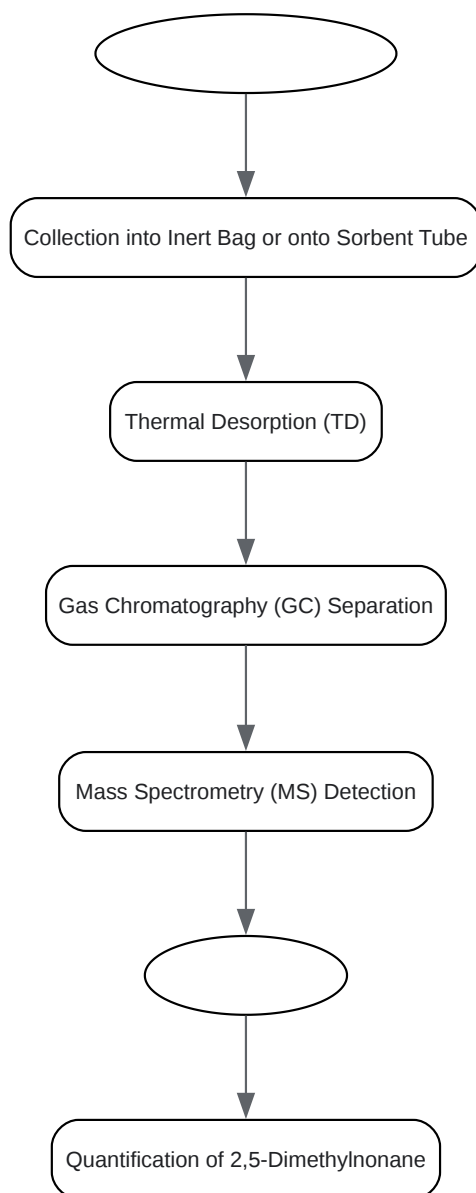 Collection into Inert Bag or onto Sorbent Tube
Thermal Desorption (TD)
Gas Chromatography (GC) Separation
Mass Spectrometry (MS) Detection
Quantification of 2,5-Dimethylnonane